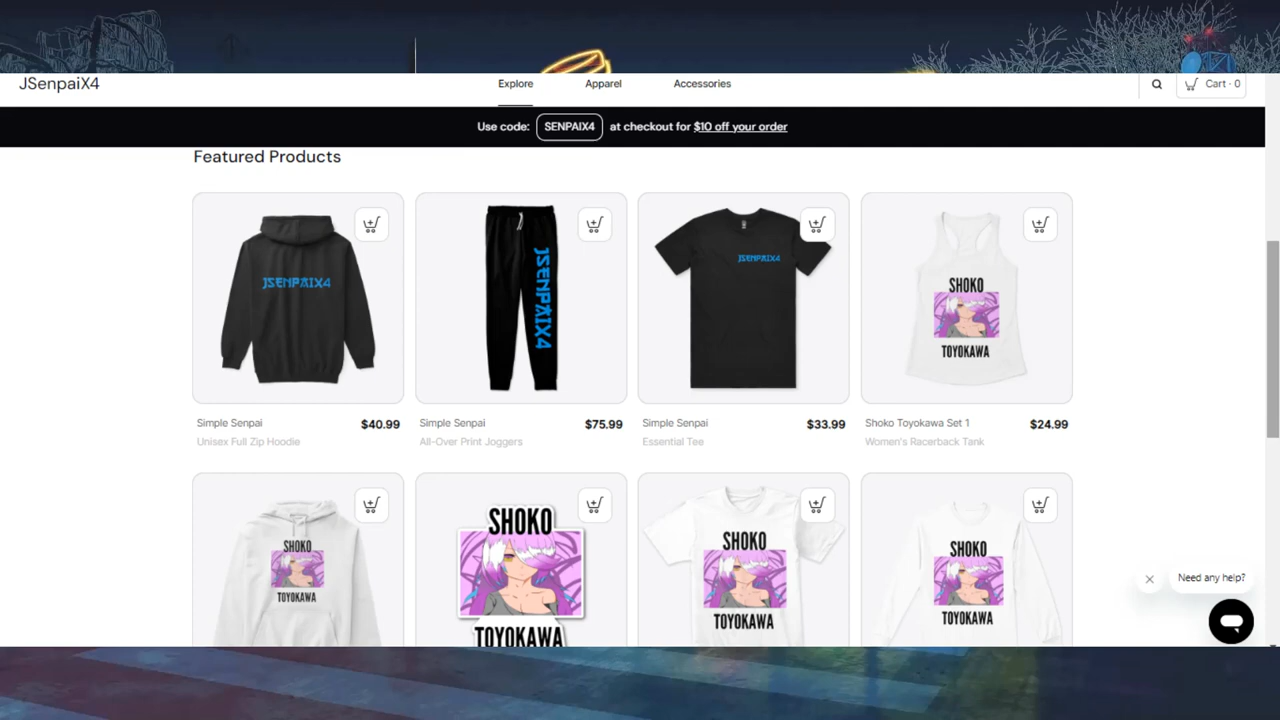 JSenpaiX4
Explore
Apparel
Accessories
Cart · 0
Use code: SENPAIX4 at checkout for $10 off your order
Featured Products
JSENPAIX4
JSENPAIX4
JSENPAIX4
SHOKO
TOYOKAWA
Simple Senpai $40.99
Unisex Full Zip Hoodie
Simple Senpai $75.99
All-Over Print Joggers
Simple Senpai $33.99
Essential Tee
Shoko Toyokawa Set 1 $24.99
Women's Racerback Tank
SHOKO
TOYOKAWA
SHOKO
TOYOKAWA
SHOKO
TOYOKAWA
SHOKO
TOYOKAWA
Need any help?